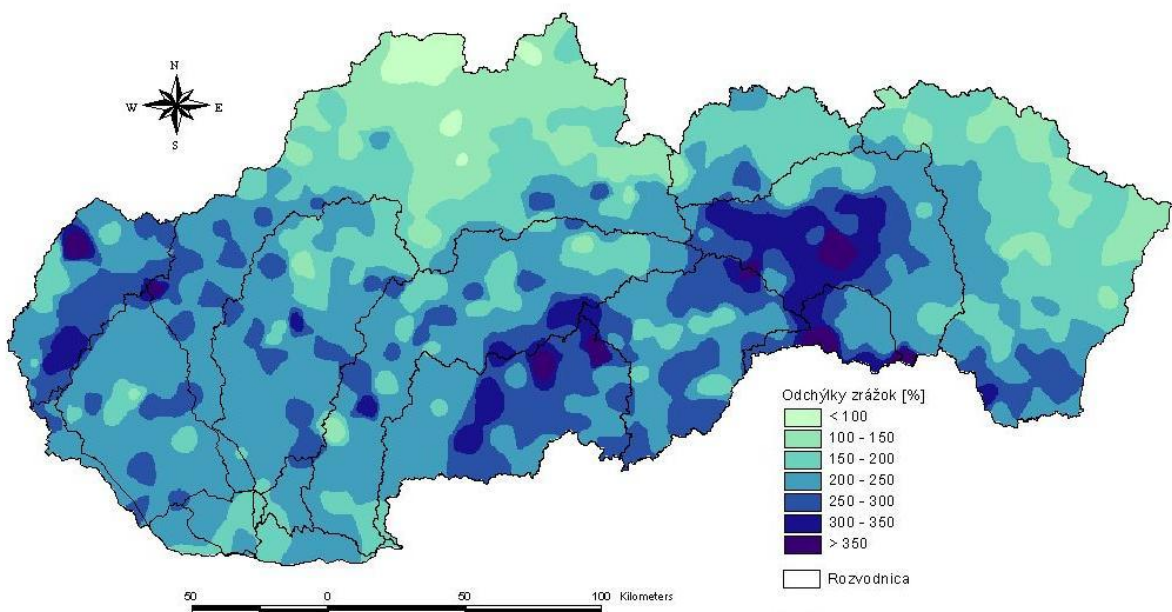 N
W E
S
Odchýlky zrážok [%]
< 100
100 - 150
150 - 200
200 - 250
250 - 300
300 - 350
> 350
Rozvodnica
50 0 50 100 Kilometers